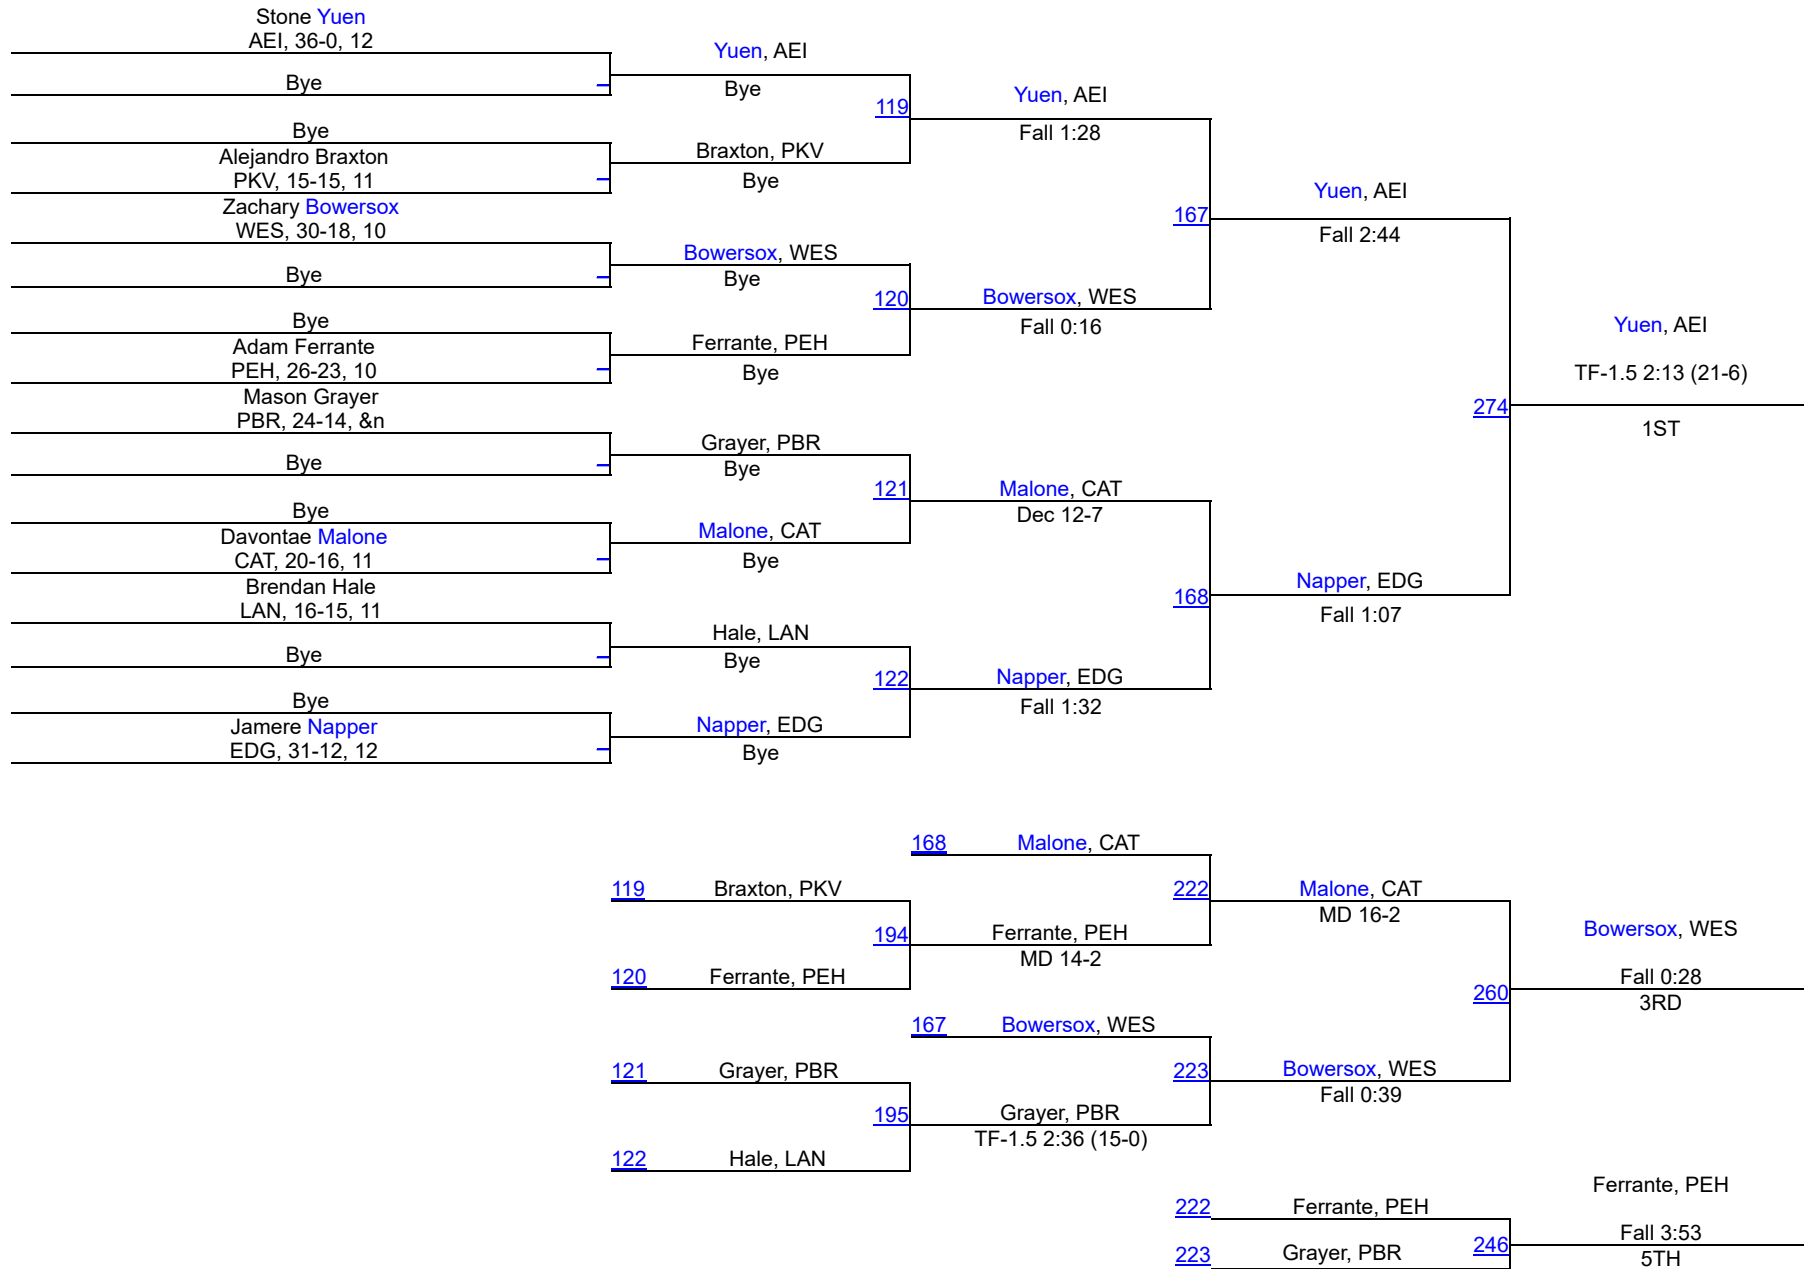 Stone Yuen
AEI, 36-0, 12
Bye
Bye
Alejandro Braxton
PKV, 15-15, 11
Zachary Bowersox
WES, 30-18, 10
Bye
Bye
Adam Ferrante
PEH, 26-23, 10
Mason Grayer
PBR, 24-14, &n
Bye
Bye
Davontae Malone
CAT, 20-16, 11
Brendan Hale
LAN, 16-15, 11
Bye
Bye
Jamere Napper
EDG, 31-12, 12
Yuen, AEI
Bye
119
Braxton, PKV
Bye
Bowersox, WES
Bye
120
Ferrante, PEH
Bye
Grayer, PBR
Bye
121
Malone, CAT
Bye
Hale, LAN
Bye
122
Napper, EDG
Bye
Yuen, AEI
Fall 1:28
167
Bowersox, WES
Fall 0:16
Malone, CAT
Dec 12-7
168
Napper, EDG
Fall 1:32
Yuen, AEI
Fall 2:44
274
Napper, EDG
Fall 1:07
Yuen, AEI
TF-1.5 2:13 (21-6)
1ST
168 Malone, CAT
119 Braxton, PKV
222
194
Ferrante, PEH
MD 14-2
120 Ferrante, PEH
167 Bowersox, WES
121 Grayer, PBR
223
195
Grayer, PBR
TF-1.5 2:36 (15-0)
122 Hale, LAN
Malone, CAT
MD 16-2
260
Bowersox, WES
Fall 0:39
Bowersox, WES
Fall 0:28
3RD
222 Ferrante, PEH
223 Grayer, PBR
246
Ferrante, PEH
Fall 3:53
5TH